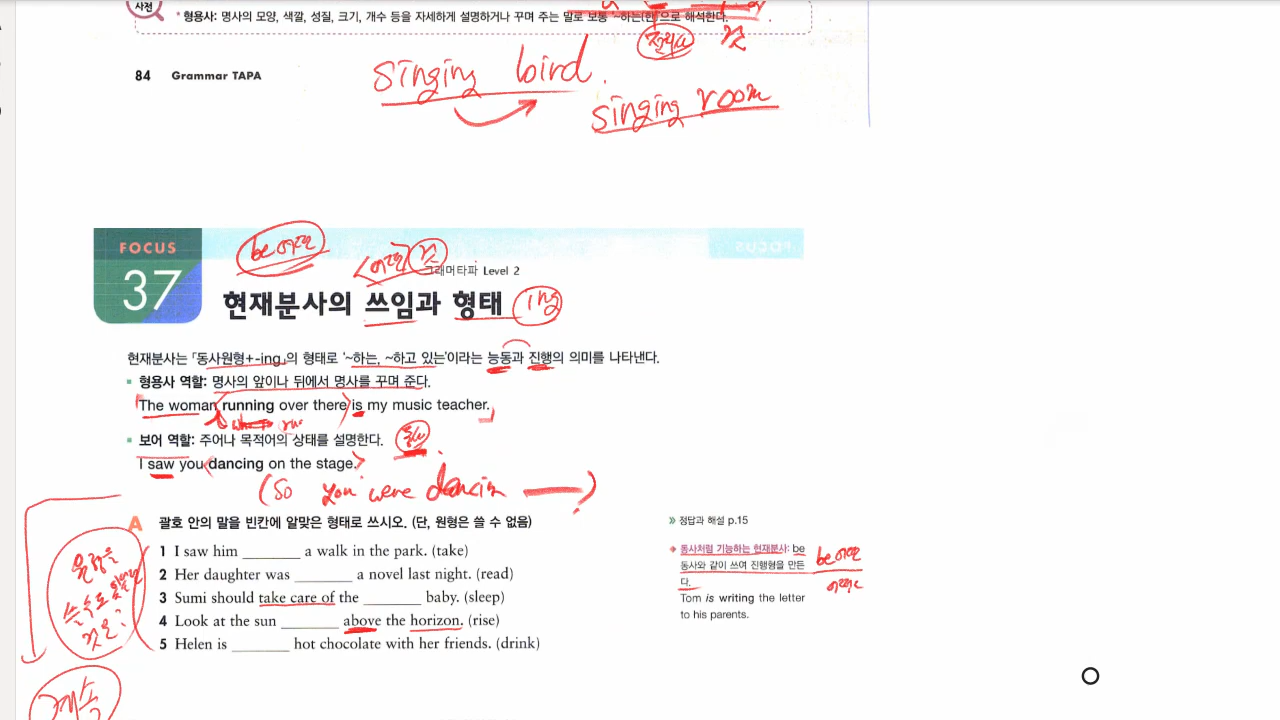 사전
* 형용사: 명사의 모양, 색깔, 성질, 크기, 개수 등을 자세하게 설명하거나 꾸며 주는 말로 보통 '~하는(한)'으로 해석한다.
것
84 Grammar TAPA
singing bird.
singing room
FOCUS
37
be
것
그래머타파 Level 2
현재분사의 쓰임과 형태
ing
현재분사는 「동사원형+-ing」의 형태로 '~하는, ~하고 있는'이라는 능동과 진행의 의미를 나타낸다.
형용사 역할: 명사의 앞이나 뒤에서 명사를 꾸며 준다.
The woman running over there is my music teacher.
보어 역할: 주어나 목적어의 상태를 설명한다.
I saw you dancing on the stage.
(So you were dancin )
A 괄호 안의 말을 빈칸에 알맞은 형태로 쓰시오. (단, 원형은 쓸 수 없음)
1 I saw him ________ a walk in the park. (take)
2 Her daughter was ________ a novel last night. (read)
3 Sumi should take care of the ________ baby. (sleep)
4 Look at the sun ________ above the horizon. (rise)
5 Helen is ________ hot chocolate with her friends. (drink)
원형을
것은?
» 정답과 해설 p.15
동사처럼 기능하는 현재분사: be
동사와 같이 쓰여 진행형을 만든
다.
Tom is writing the letter
to his parents.
be